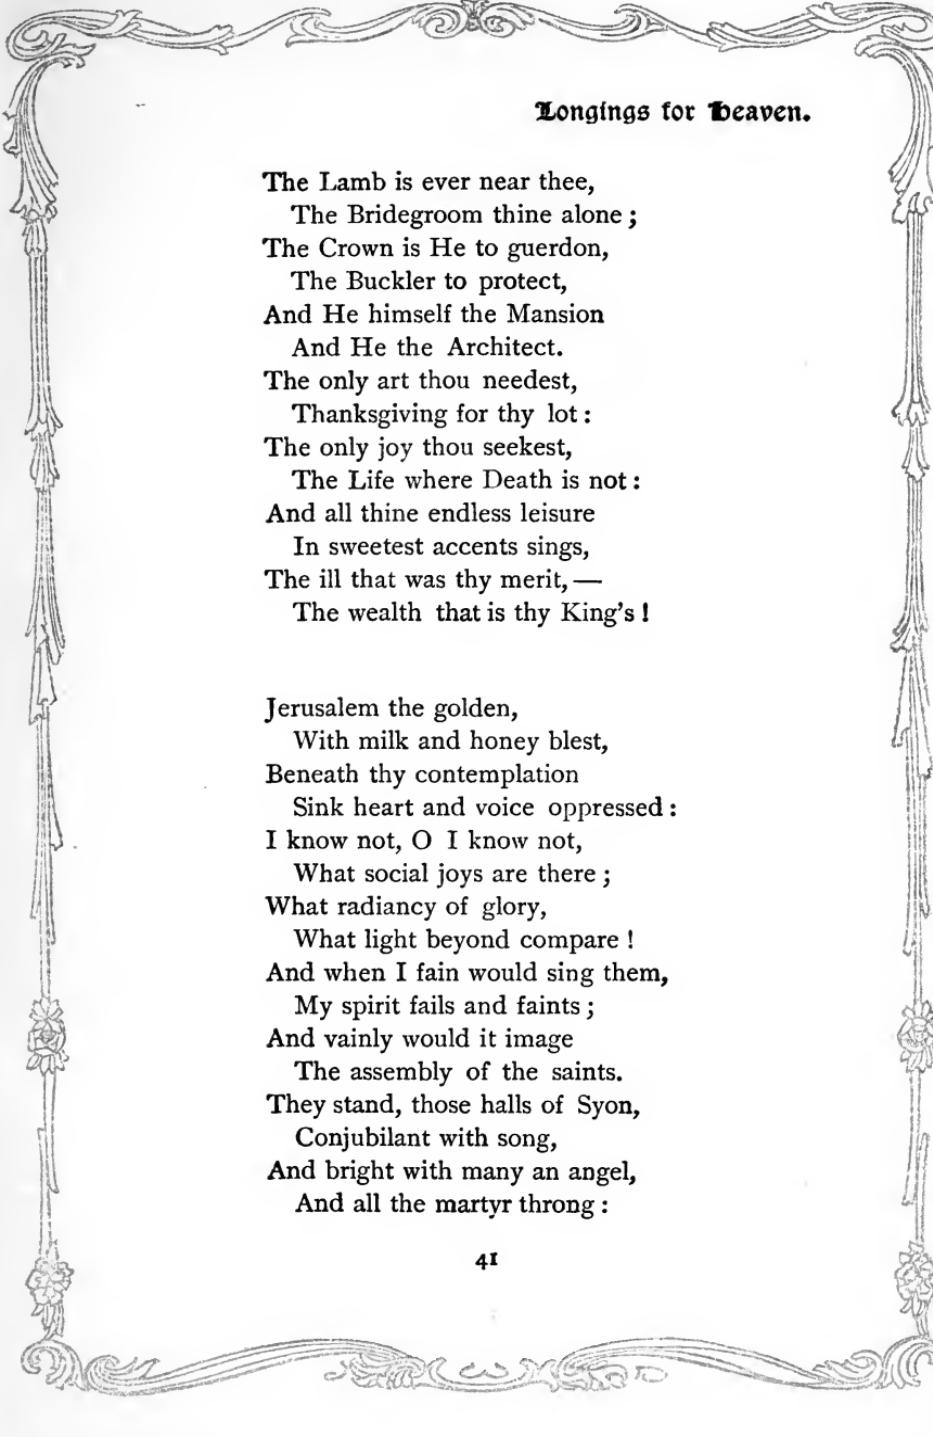 Longings for Heaven.
The Lamb is ever near thee,
The Bridegroom thine alone ;
The Crown is He to guerdon,
The Buckler to protect,
And He himself the Mansion
And He the Architect.
The only art thou needest,
Thanksgiving for thy lot :
The only joy thou seekest,
The Life where Death is not :
And all thine endless leisure
In sweetest accents sings,
The ill that was thy merit, —
The wealth that is thy King's !
Jerusalem the golden,
With milk and honey blest,
Beneath thy contemplation
Sink heart and voice oppressed :
I know not, O I know not,
What social joys are there ;
What radiancy of glory,
What light beyond compare !
And when I fain would sing them,
My spirit fails and faints ;
And vainly would it image
The assembly of the saints.
They stand, those halls of Syon,
Conjubilant with song,
And bright with many an angel,
And all the martyr throng :
41